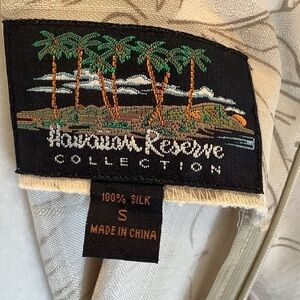 Hawaiian Reserve
COLLECTION
100% SILK
S
MADE IN CHINA